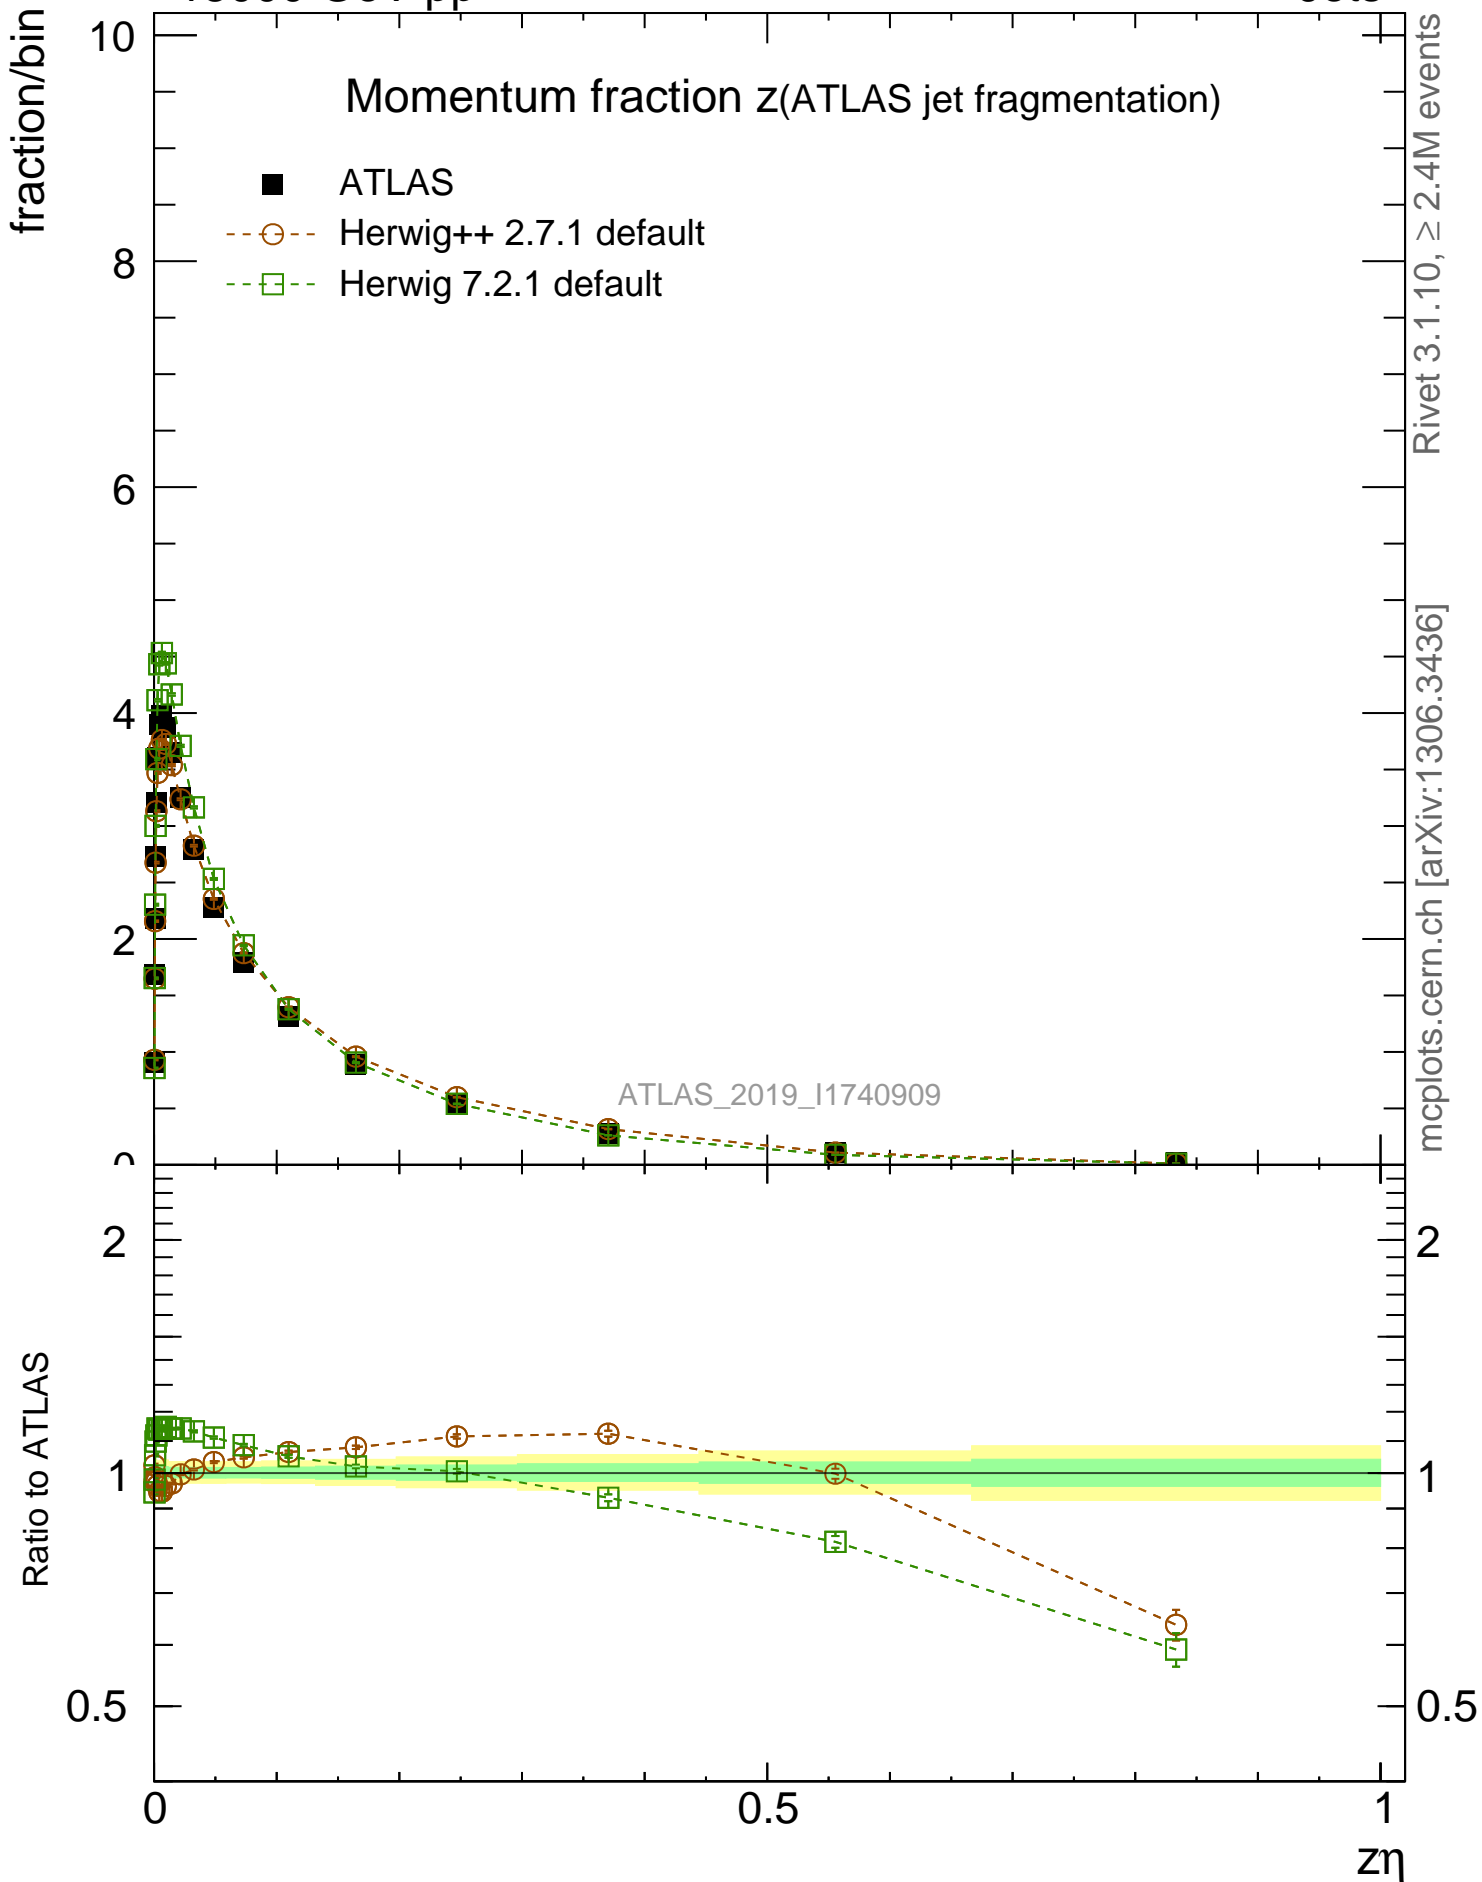 fraction/bin
Momentum fraction z(ATLAS jet fragmentation)
ATLAS
Herwig++ 2.7.1 default
Herwig 7.2.1 default
10
8
6
4
2
ATLAS_2019_I1740909
Rivet 3.1.10, ≥ 2.4M events
mcplots.cern.ch [arXiv:1306.3436]
Ratio to ATLAS
2
1
0.5
2
1
0.5
0
0.5
1
zη